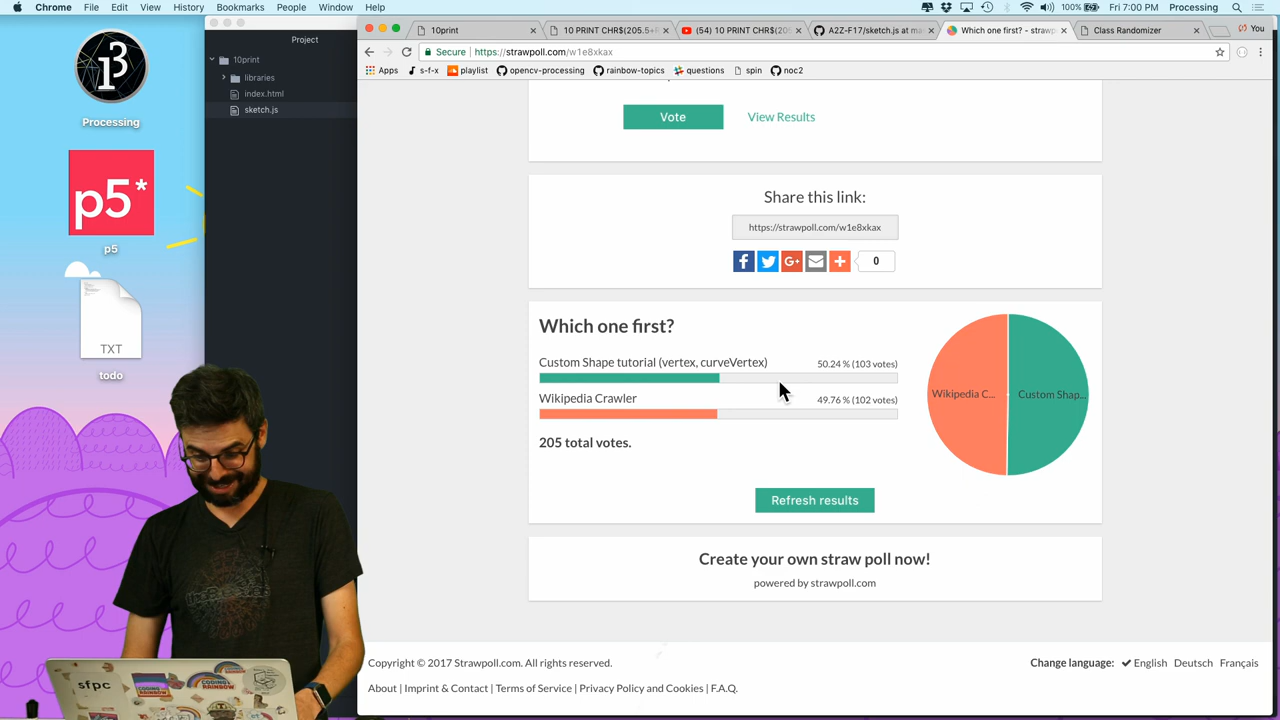 Chrome File Edit View History Bookmarks People Window Help 100% Fri 7:00 PM Processing
Project
10print
libraries
index.html
sketch.js
Processing
p5*
p5
TXT
todo
10print × 10 PRINT CHR$(205.5+R × (54) 10 PRINT CHR$(205 × A2Z-F17/sketch.js at ma × Which one first? - strawpo × Class Randomizer × You
Secure https://strawpoll.com/w1e8xkax
Apps s-f-x playlist opencv-processing rainbow-topics questions spin noc2
Vote View Results
Share this link:
https://strawpoll.com/w1e8xkax
0
Which one first?
Custom Shape tutorial (vertex, curveVertex) 50.24 % (103 votes)
Wikipedia Crawler 49.76 % (102 votes)
205 total votes.
Wikipedia C... Custom Shap...
Refresh results
Create your own straw poll now!
powered by strawpoll.com
Copyright © 2017 Strawpoll.com. All rights reserved. Change language: ✔ English Deutsch Français
About | Imprint & Contact | Terms of Service | Privacy Policy and Cookies | F.A.Q.
sfpc
CODING RAINBOW